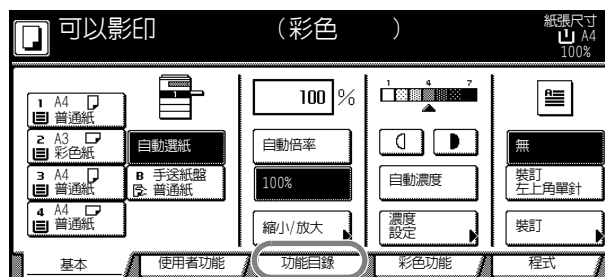 可以影印 (彩色 )
紙張尺寸
A4
100%
1 A4
普通紙
2 A3
彩色紙
3 A4
普通紙
4 A4
普通紙
自動選紙
B 手送紙盤
普通紙
100 %
自動倍率
100%
縮小/放大
1 4 7
自動濃度
濃度
設定
無
裝訂
左上角單針
裝訂
基本 使用者功能 功能目錄 彩色功能 程式